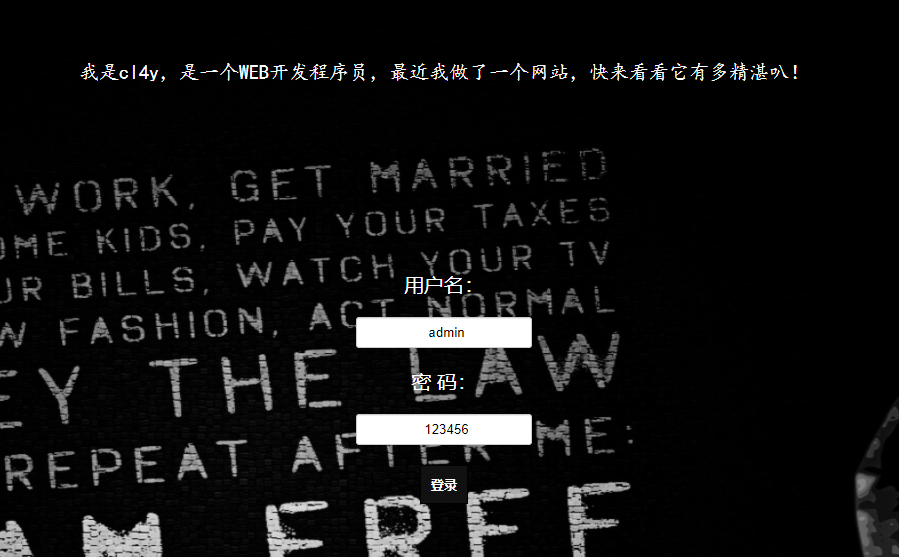 我是cl4y，是一个WEB开发程序员，最近我做了一个网站，快来看看它有多精湛叭！
WORK, GET MARRIED
OME KIDS, PAY YOUR TAXES
UR BILLS, WATCH YOUR TV
W FASHION, ACT NORMAL
EY THE LAW
REPEAT AFTER ME:
AM FREE
用户名：
admin
密 码：
123456
登录